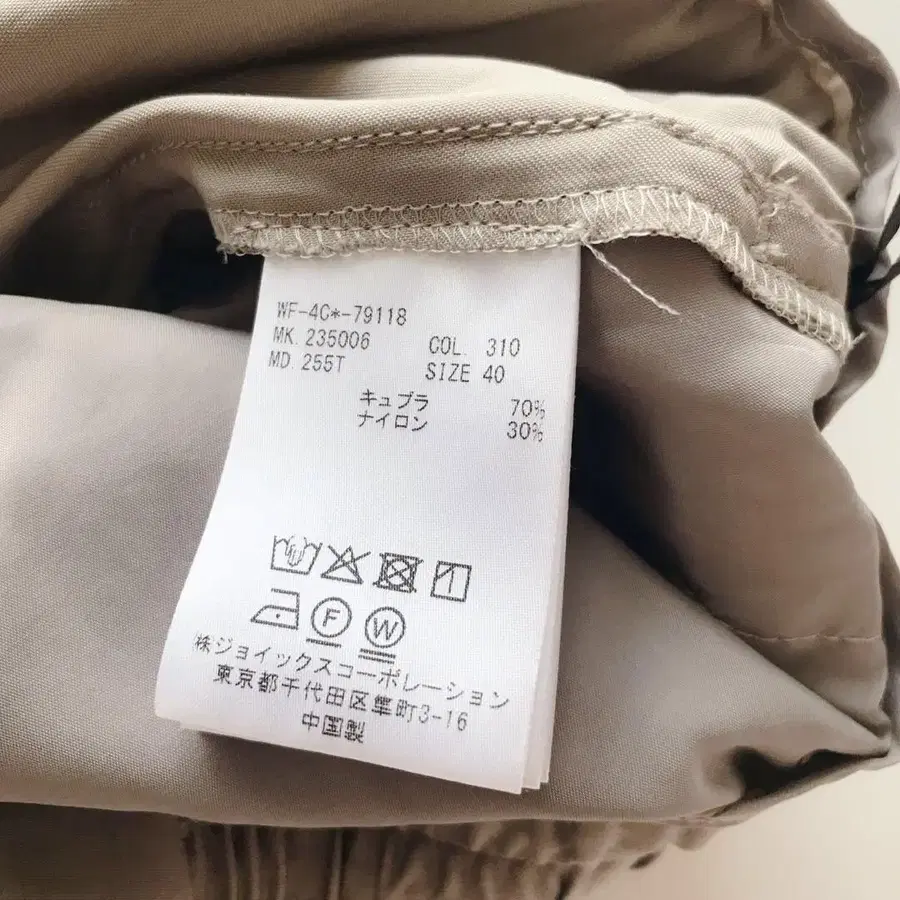 WF-4C*-79118
MK. 235006 COL. 310
MD. 255T SIZE 40
キュプラ 70%
ナイロン 30%
F W
㈱ジョイックスコーポレーション
東京都千代田区隼町3-16
中国製